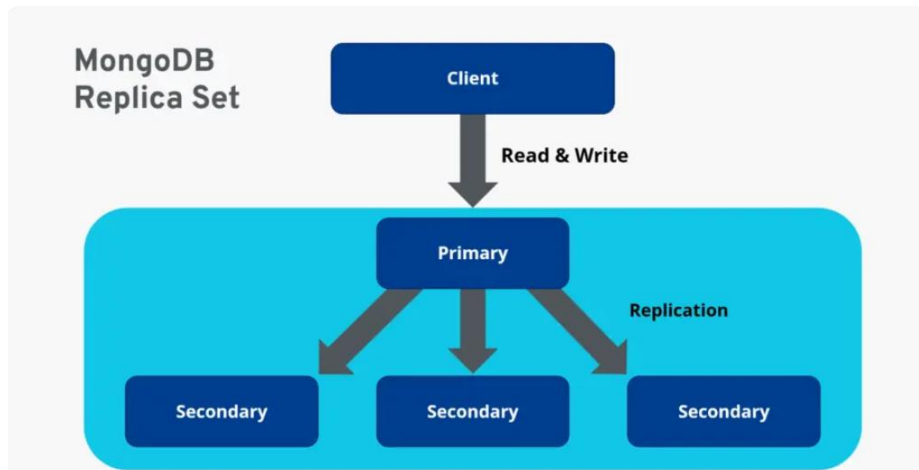 MongoDB
Replica Set
Client
Read & Write
Primary
Replication
Secondary
Secondary
Secondary